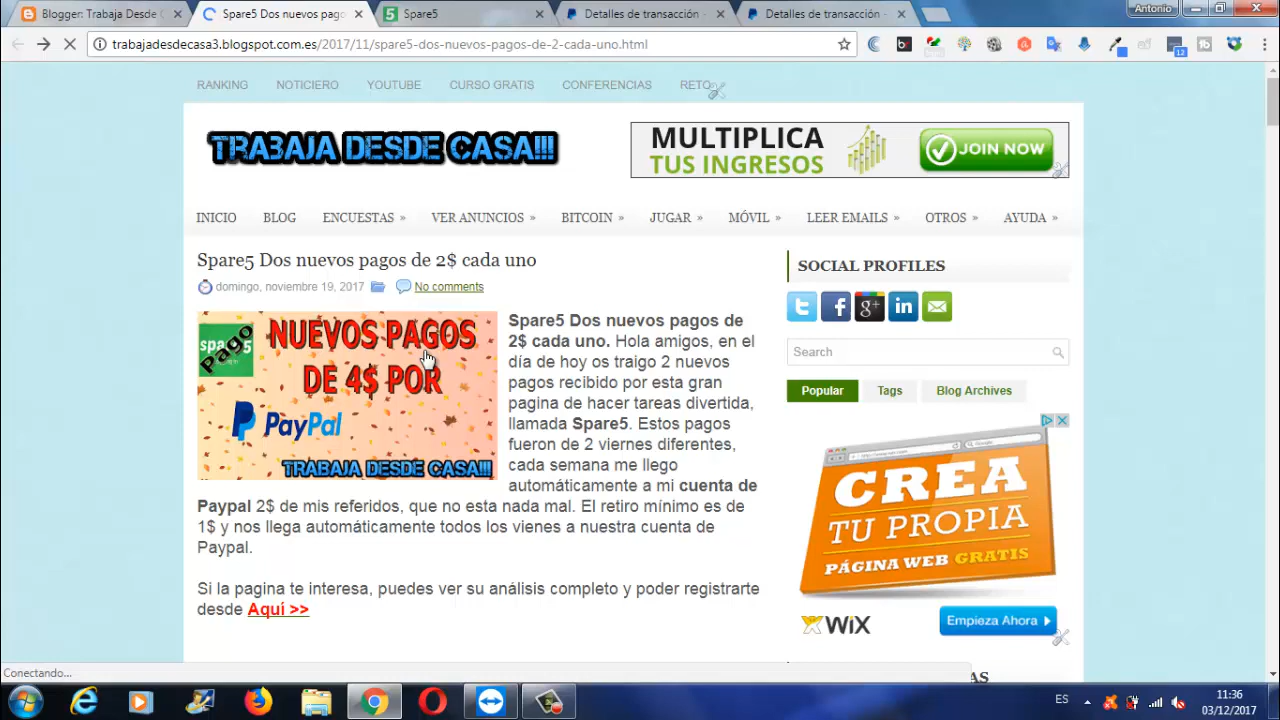 Blogger: Trabaja Desde C
Spare5 Dos nuevos pagos
Spare5
Detalles de transacción -
Detalles de transacción -
Antonio
trabajadesdecasa3.blogspot.com.es/2017/11/spare5-dos-nuevos-pagos-de-2-cada-uno.html
12
RANKING NOTICIERO YOUTUBE CURSO GRATIS CONFERENCIAS RETO
TRABAJA DESDE CASA!!!
MULTIPLICA
TUS INGRESOS
JOIN NOW
INICIO BLOG ENCUESTAS » VER ANUNCIOS » BITCOIN » JUGAR » MÓVIL » LEER EMAILS » OTROS » AYUDA »
Spare5 Dos nuevos pagos de 2$ cada uno
domingo, noviembre 19, 2017 No comments
spare5
Pago
NUEVOS PAGOS
DE 4$ POR
PayPal
TRABAJA DESDE CASA!!!
Spare5 Dos nuevos pagos de
2$ cada uno. Hola amigos, en el
día de hoy os traigo 2 nuevos
pagos recibido por esta gran
pagina de hacer tareas divertida,
llamada Spare5. Estos pagos
fueron de 2 viernes diferentes,
cada semana me llego
automáticamente a mi cuenta de
Paypal 2$ de mis referidos, que no esta nada mal. El retiro mínimo es de
1$ y nos llega automáticamente todos los vienes a nuestra cuenta de
Paypal.
Si la pagina te interesa, puedes ver su análisis completo y poder registrarte
desde Aquí >>
SOCIAL PROFILES
Search
Popular Tags Blog Archives
CREA
TU PROPIA
PÁGINA WEB GRATIS
WiX
Empieza Ahora
AS
Conectando...
ES
11:36
03/12/2017